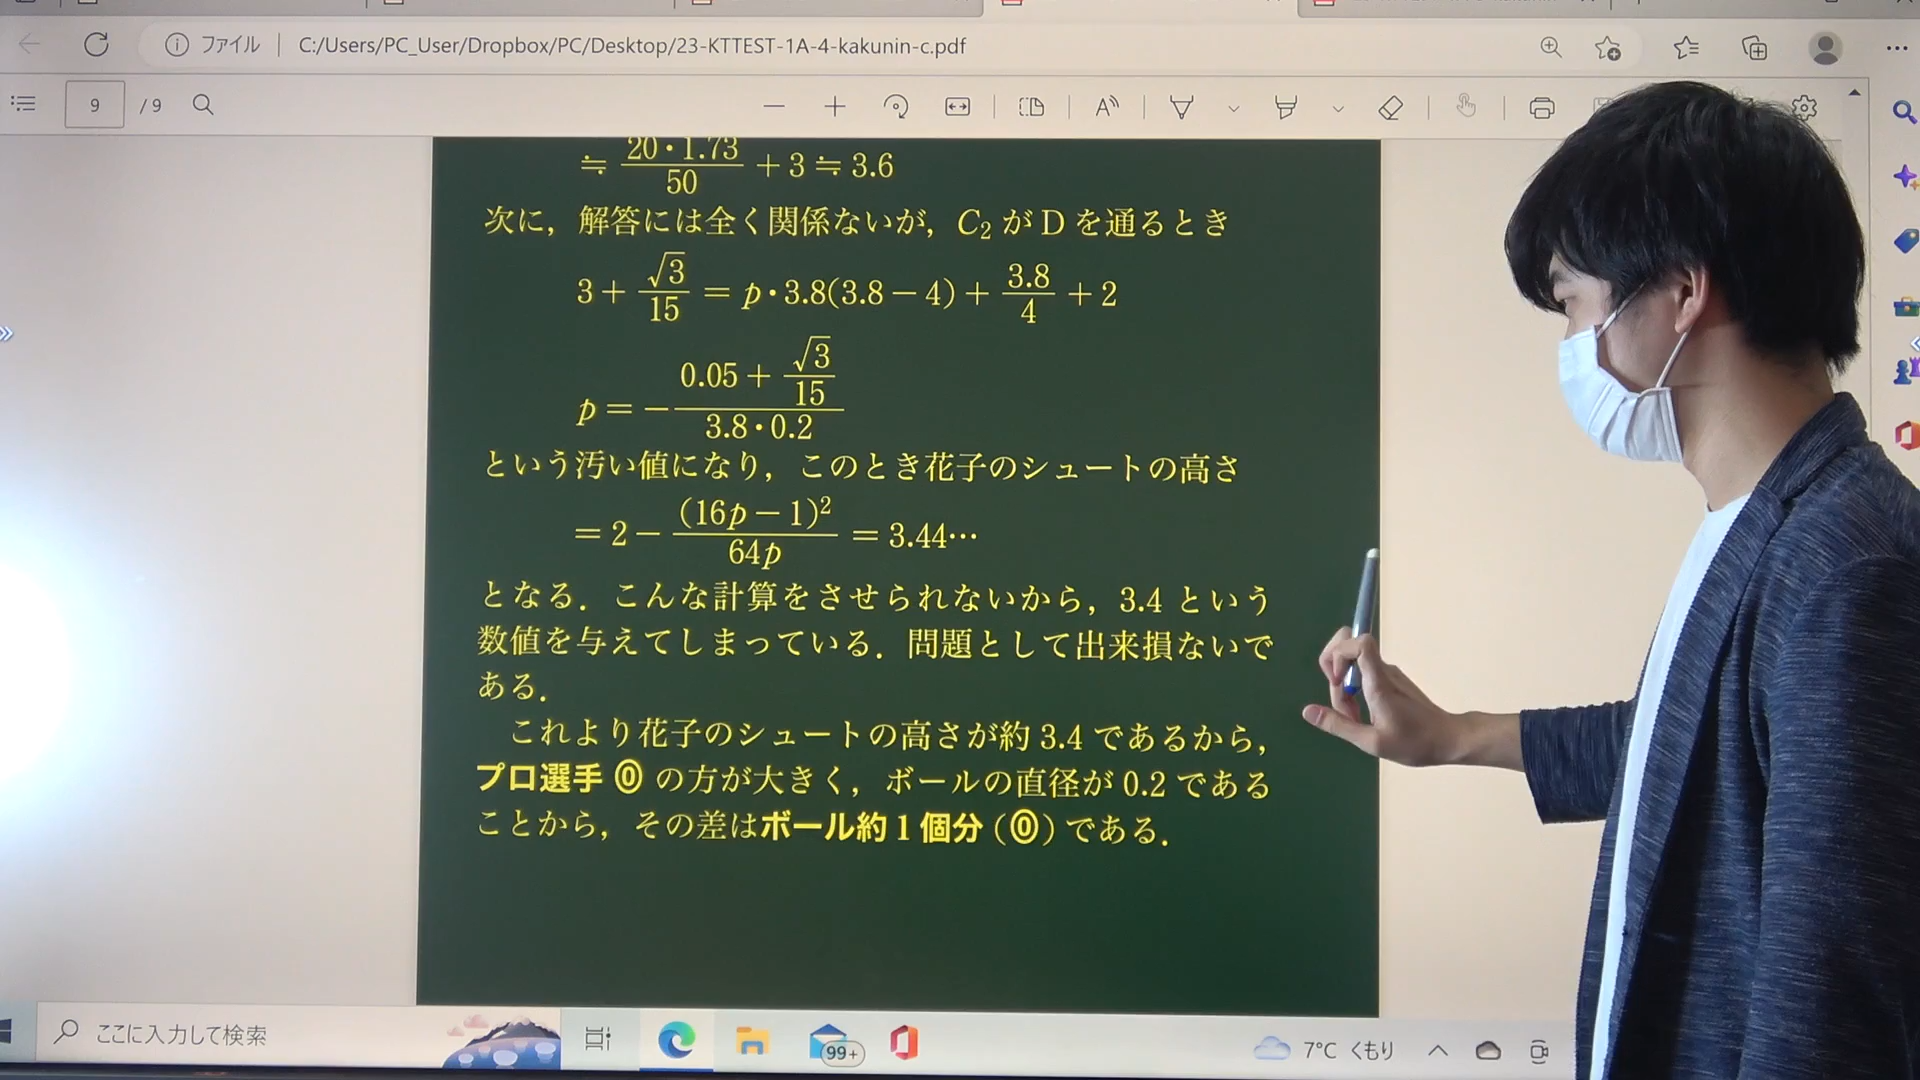 ファイル C:/Users/PC_User/Dropbox/PC/Desktop/23-KTTEST-1A-4-kakunin-c.pdf
9 / 9
≒ 20・1.73/50 + 3 ≒ 3.6
次に，解答には全く関係ないが，C₂ が D を通るとき
3 + √3/15 = p・3.8(3.8 − 4) + 3.8/4 + 2
p = − (0.05 + √3/15)/(3.8・0.2)
という汚い値になり，このとき花子のシュートの高さ
= 2 − (16p − 1)²/64p = 3.44…
となる．こんな計算をさせられないから，3.4 という
数値を与えてしまっている．問題として出来損ないで
ある．
これより花子のシュートの高さが約 3.4 であるから，
プロ選手 ⓪ の方が大きく，ボールの直径が 0.2 である
ことから，その差はボール約 1 個分（⓪）である．
ここに入力して検索
99+
7°C くもり